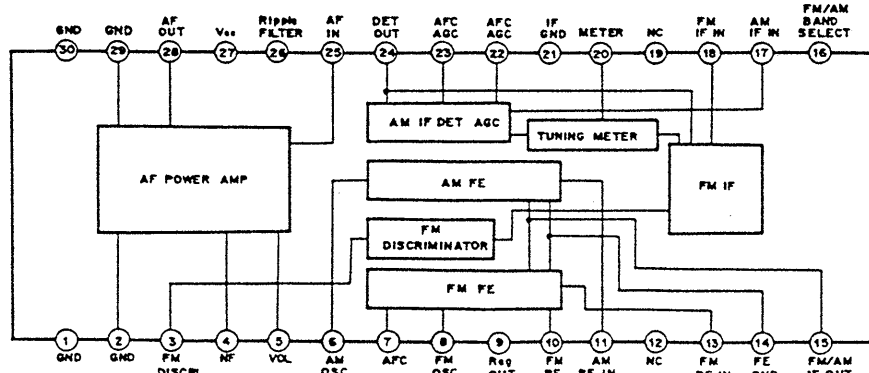 GND
GND
AF
OUT
Vcc
Ripple
FILTER
AF
IN
DET
OUT
AFC
AGC
AFC
AGC
IF
GND
METER
NC
FM
IF IN
AM
IF IN
FM/AM
BAND
SELECT
30
29
28
27
26
25
24
23
22
21
20
19
18
17
16
AM IF DET AGC
TUNING METER
AF POWER AMP
AM FE
FM IF
FM
DISCRIMINATOR
FM FE
1
2
3
4
5
6
7
8
9
10
11
12
13
14
15
GND
GND
FM
DISCRI.
NF
VOL
AM
OSC
AFC
FM
OSC
Reg
OUT
FM
RF
AM
RF IN
NC
FM
RF IN
FE
GND
FM/AM
IF OUT